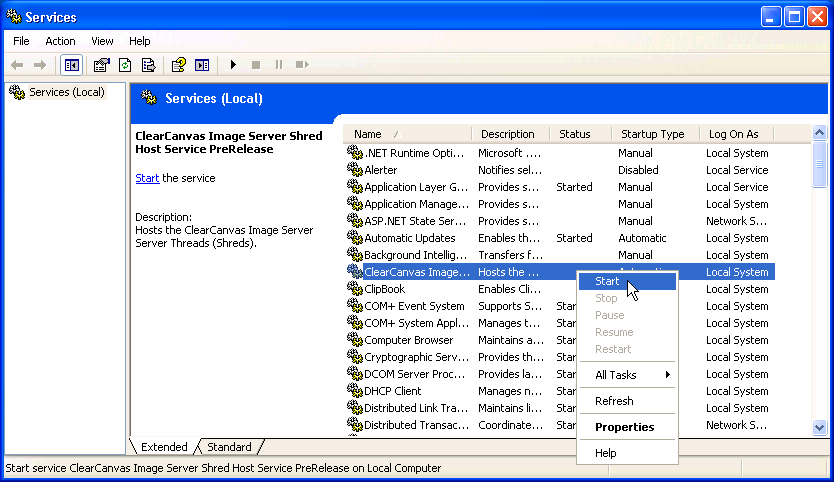 Services
File Action View Help
Services (Local)
Services (Local)
ClearCanvas Image Server Shred
Host Service PreRelease
Start the service
Description:
Hosts the ClearCanvas Image Server
Server Threads (Shreds).
Name Description Status Startup Type Log On As
.NET Runtime Opti... Microsoft .... Manual Local System
Alerter Notifies sel... Disabled Local Service
Application Layer G... Provides s... Started Manual Local Service
Application Manage... Provides s... Manual Local System
ASP.NET State Ser... Provides s... Manual Network S...
Automatic Updates Enables th... Started Automatic Local System
Background Intellig... Transfers f... Manual Local System
ClearCanvas Image... Hosts the ... Local System
ClipBook Enables Cli... Local System
COM+ Event System Supports S... Star Local System
COM+ System Appl... Manages t... Star Local System
Computer Browser Maintains a... Star Local System
Cryptographic Serv... Provides th... Star Local System
DCOM Server Proc... Provides la... Star Local System
DHCP Client Manages n... Star Local System
Distributed Link Tra... Maintains li... Star Local System
Distributed Transac... Coordinate... Star Network S...
Start
Stop
Pause
Resume
Restart
All Tasks
Refresh
Properties
Help
Extended Standard
Start service ClearCanvas Image Server Shred Host Service PreRelease on Local Computer